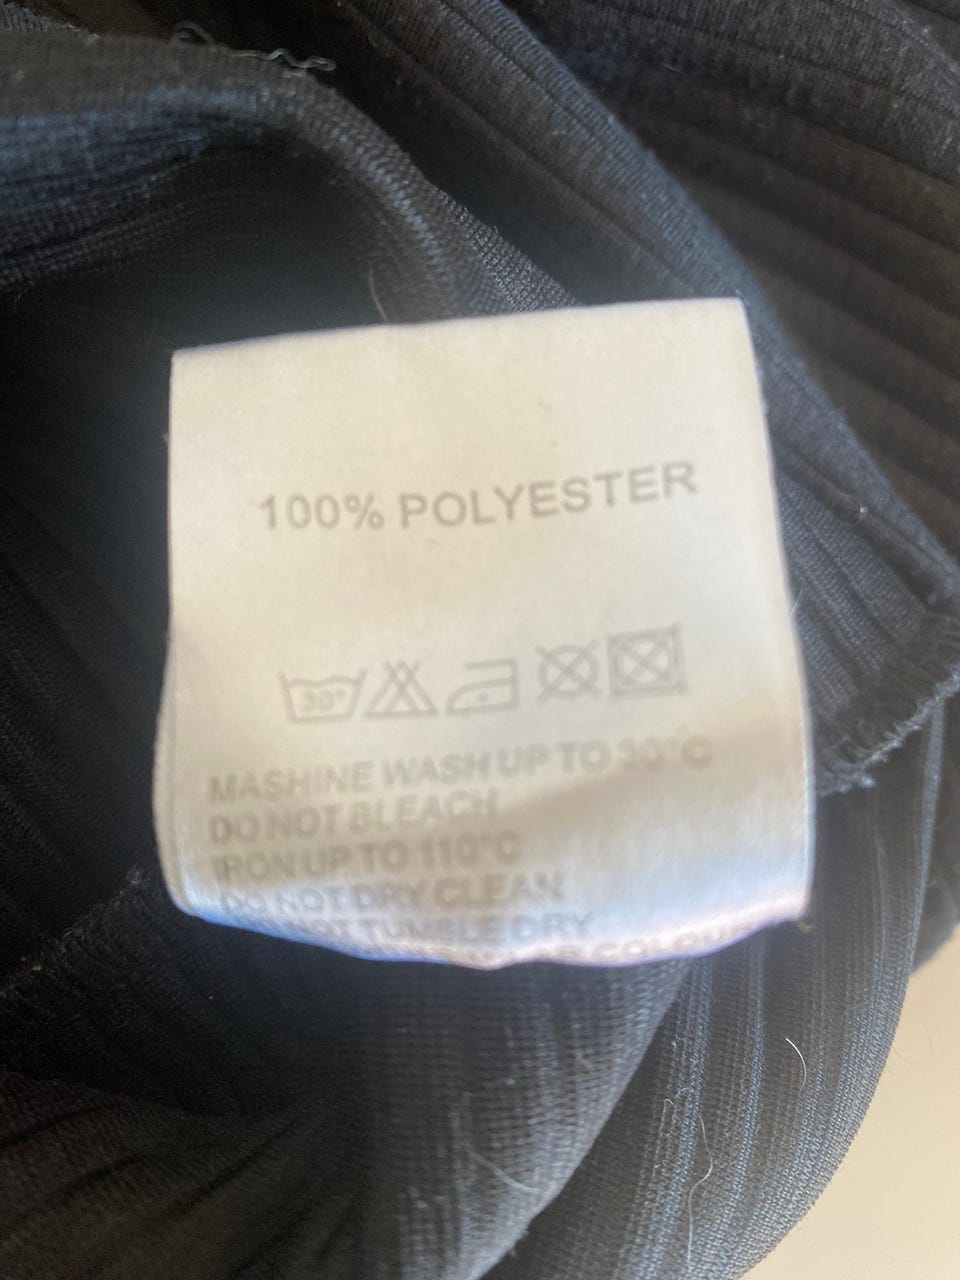 100% POLYESTER
30°
MASHINE WASH UP TO 30°C
DO NOT BLEACH
IRON UP TO 110°C
DO NOT DRY CLEAN
NOT TUMBLE DRY